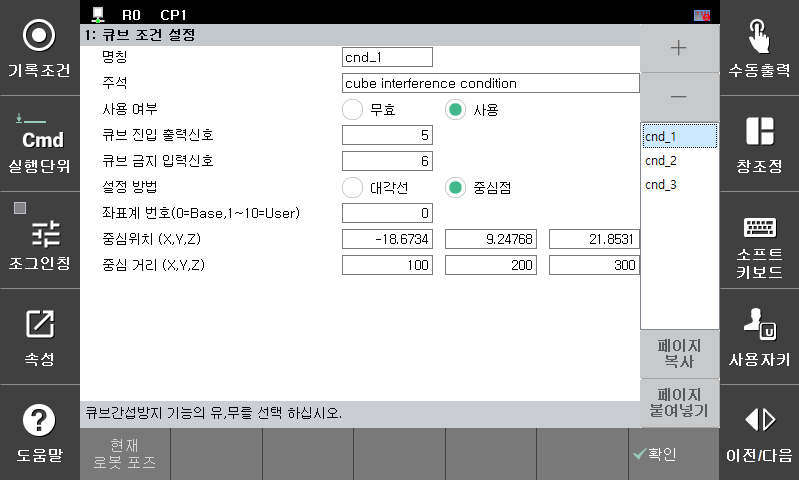 R0 CP1
1: 큐브 조건 설정
명칭 cnd_1
주석 cube interference condition
사용 여부 무효 사용
큐브 진입 출력신호 5
큐브 금지 입력신호 6
설정 방법 대각선 중심점
좌표계 번호(0=Base,1~10=User) 0
중심위치 (X,Y,Z) -18.6734 9.24768 21.8531
중심 거리 (X,Y,Z) 100 200 300
큐브간섭방지 기능의 유,무를 선택 하십시오.
기록조건
Cmd
실행단위
조그인칭
속성
도움말
+
-
cnd_1
cnd_2
cnd_3
페이지
복사
페이지
붙여넣기
수동출력
창조정
소프트
키보드
U
사용자키
이전/다음
현재
로봇 포즈
확인